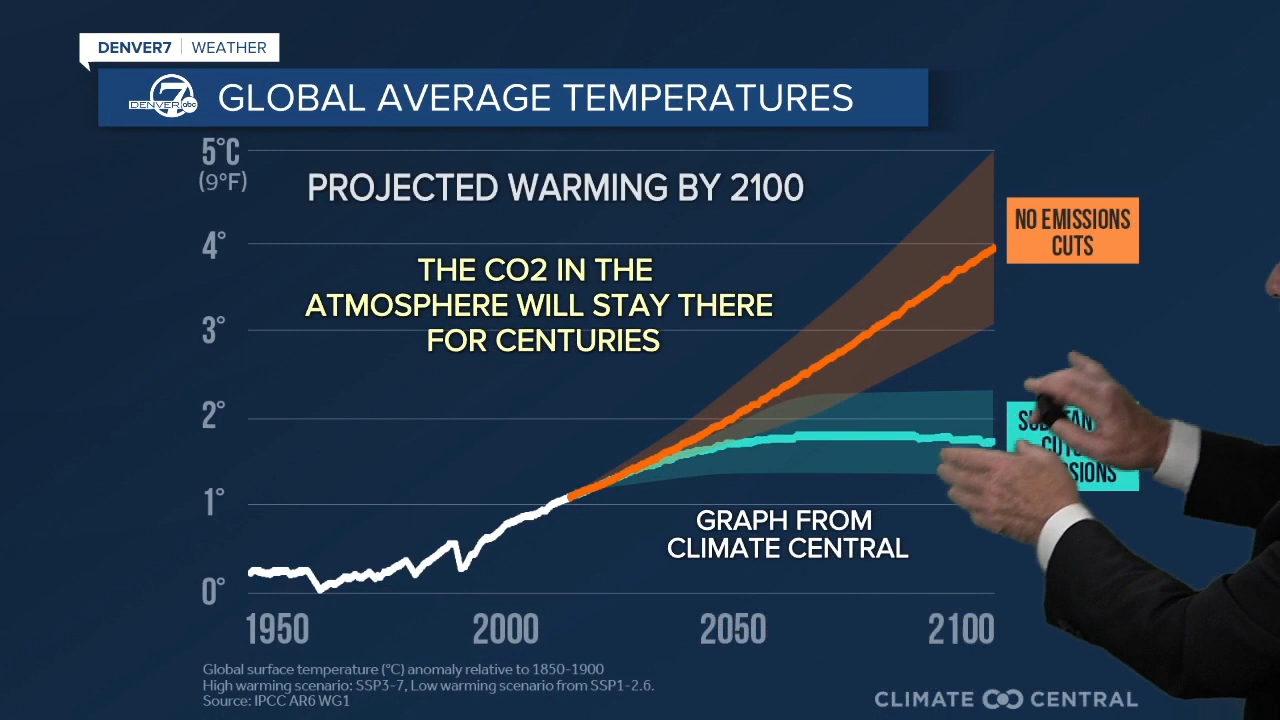 DENVER7 | WEATHER
DENVER 7 abc
GLOBAL AVERAGE TEMPERATURES
5°C
(9°F)
PROJECTED WARMING BY 2100
NO EMISSIONS
CUTS
4°
THE CO2 IN THE
ATMOSPHERE WILL STAY THERE
FOR CENTURIES
3°
2°
1°
GRAPH FROM
CLIMATE CENTRAL
0°
1950 2000 2050 2100
Global surface temperature (°C) anomaly relative to 1850-1900
High warming scenario: SSP3-7, Low warming scenario from SSP1-2.6.
Source: IPCC AR6 WG1
CLIMATE CENTRAL